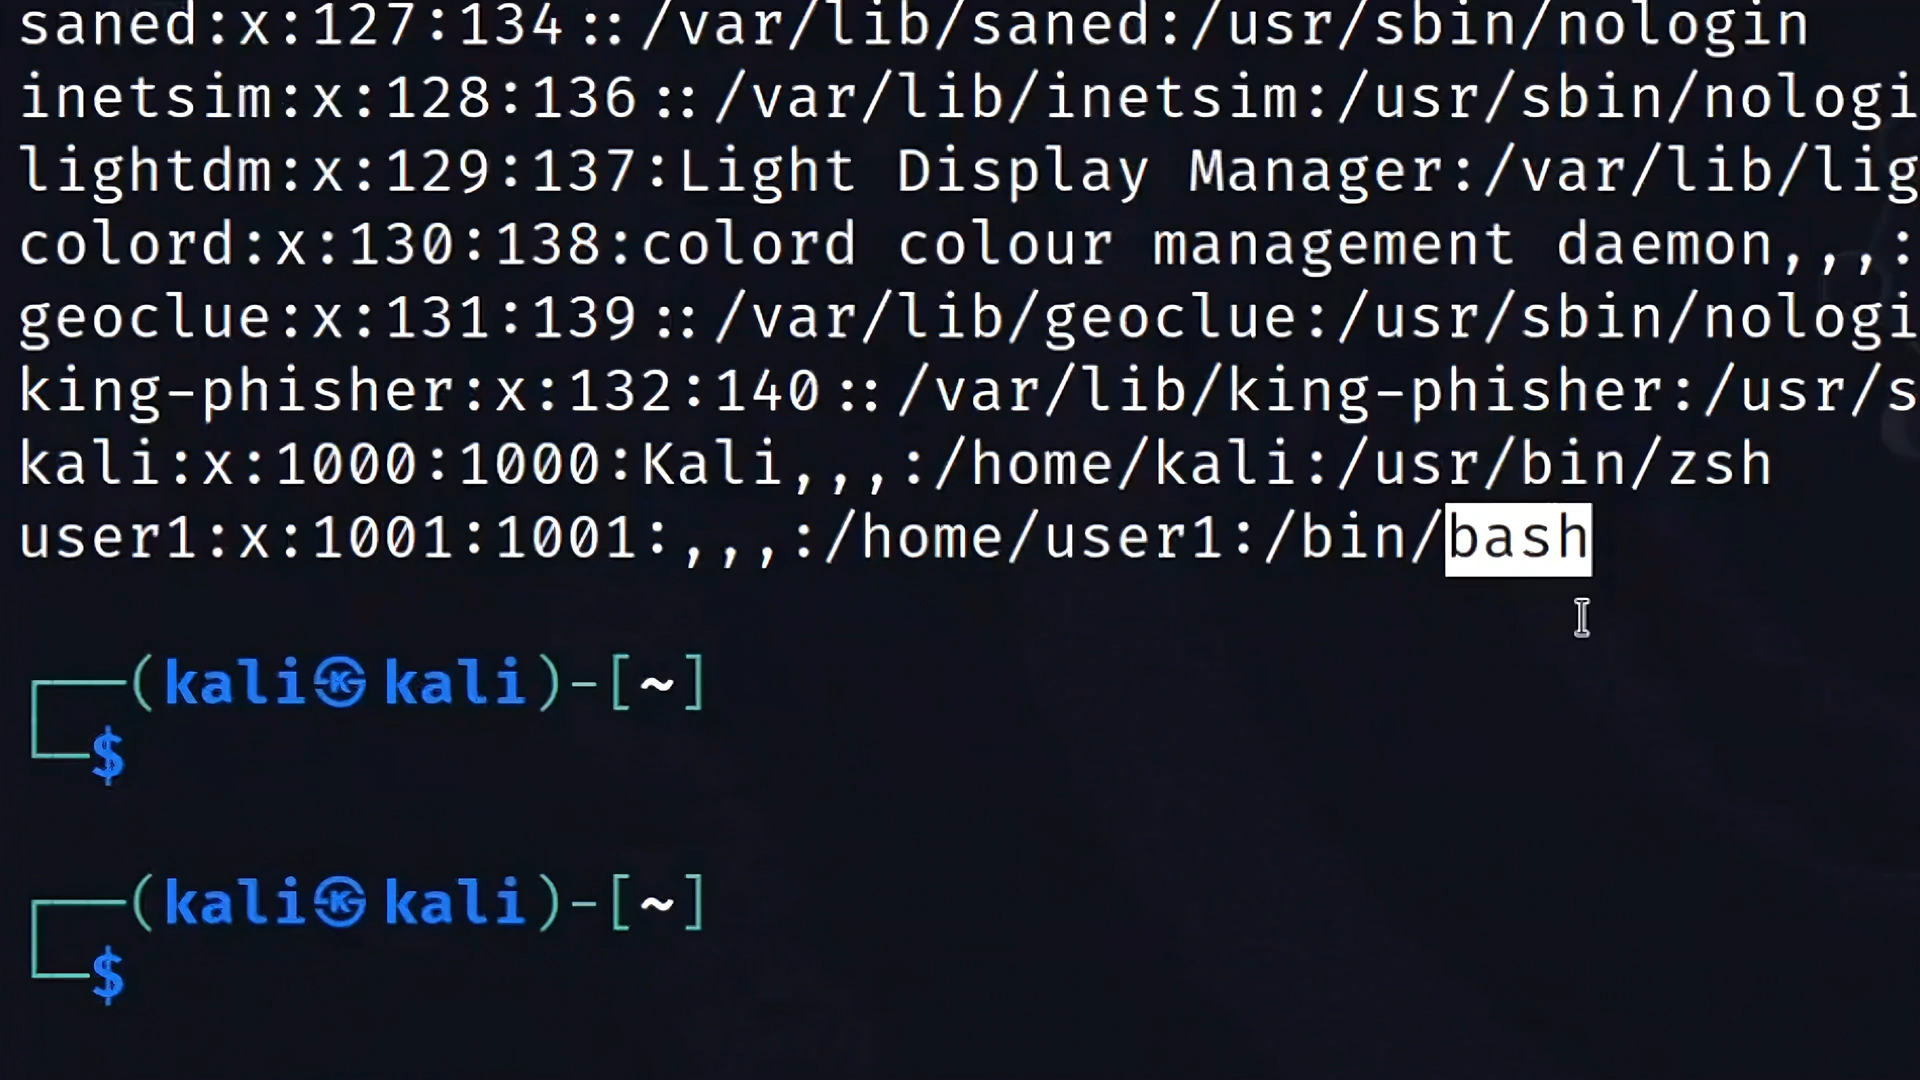 saned:x:127:134::/var/lib/saned:/usr/sbin/nologin
inetsim:x:128:136::/var/lib/inetsim:/usr/sbin/nologi
lightdm:x:129:137:Light Display Manager:/var/lib/lig
colord:x:130:138:colord colour management daemon,,,:
geoclue:x:131:139::/var/lib/geoclue:/usr/sbin/nologi
king-phisher:x:132:140::/var/lib/king-phisher:/usr/s
kali:x:1000:1000:Kali,,,:/home/kali:/usr/bin/zsh
user1:x:1001:1001:,,,:/home/user1:/bin/bash
┌──(kali㉿kali)-[~]
└─$
┌──(kali㉿kali)-[~]
└─$